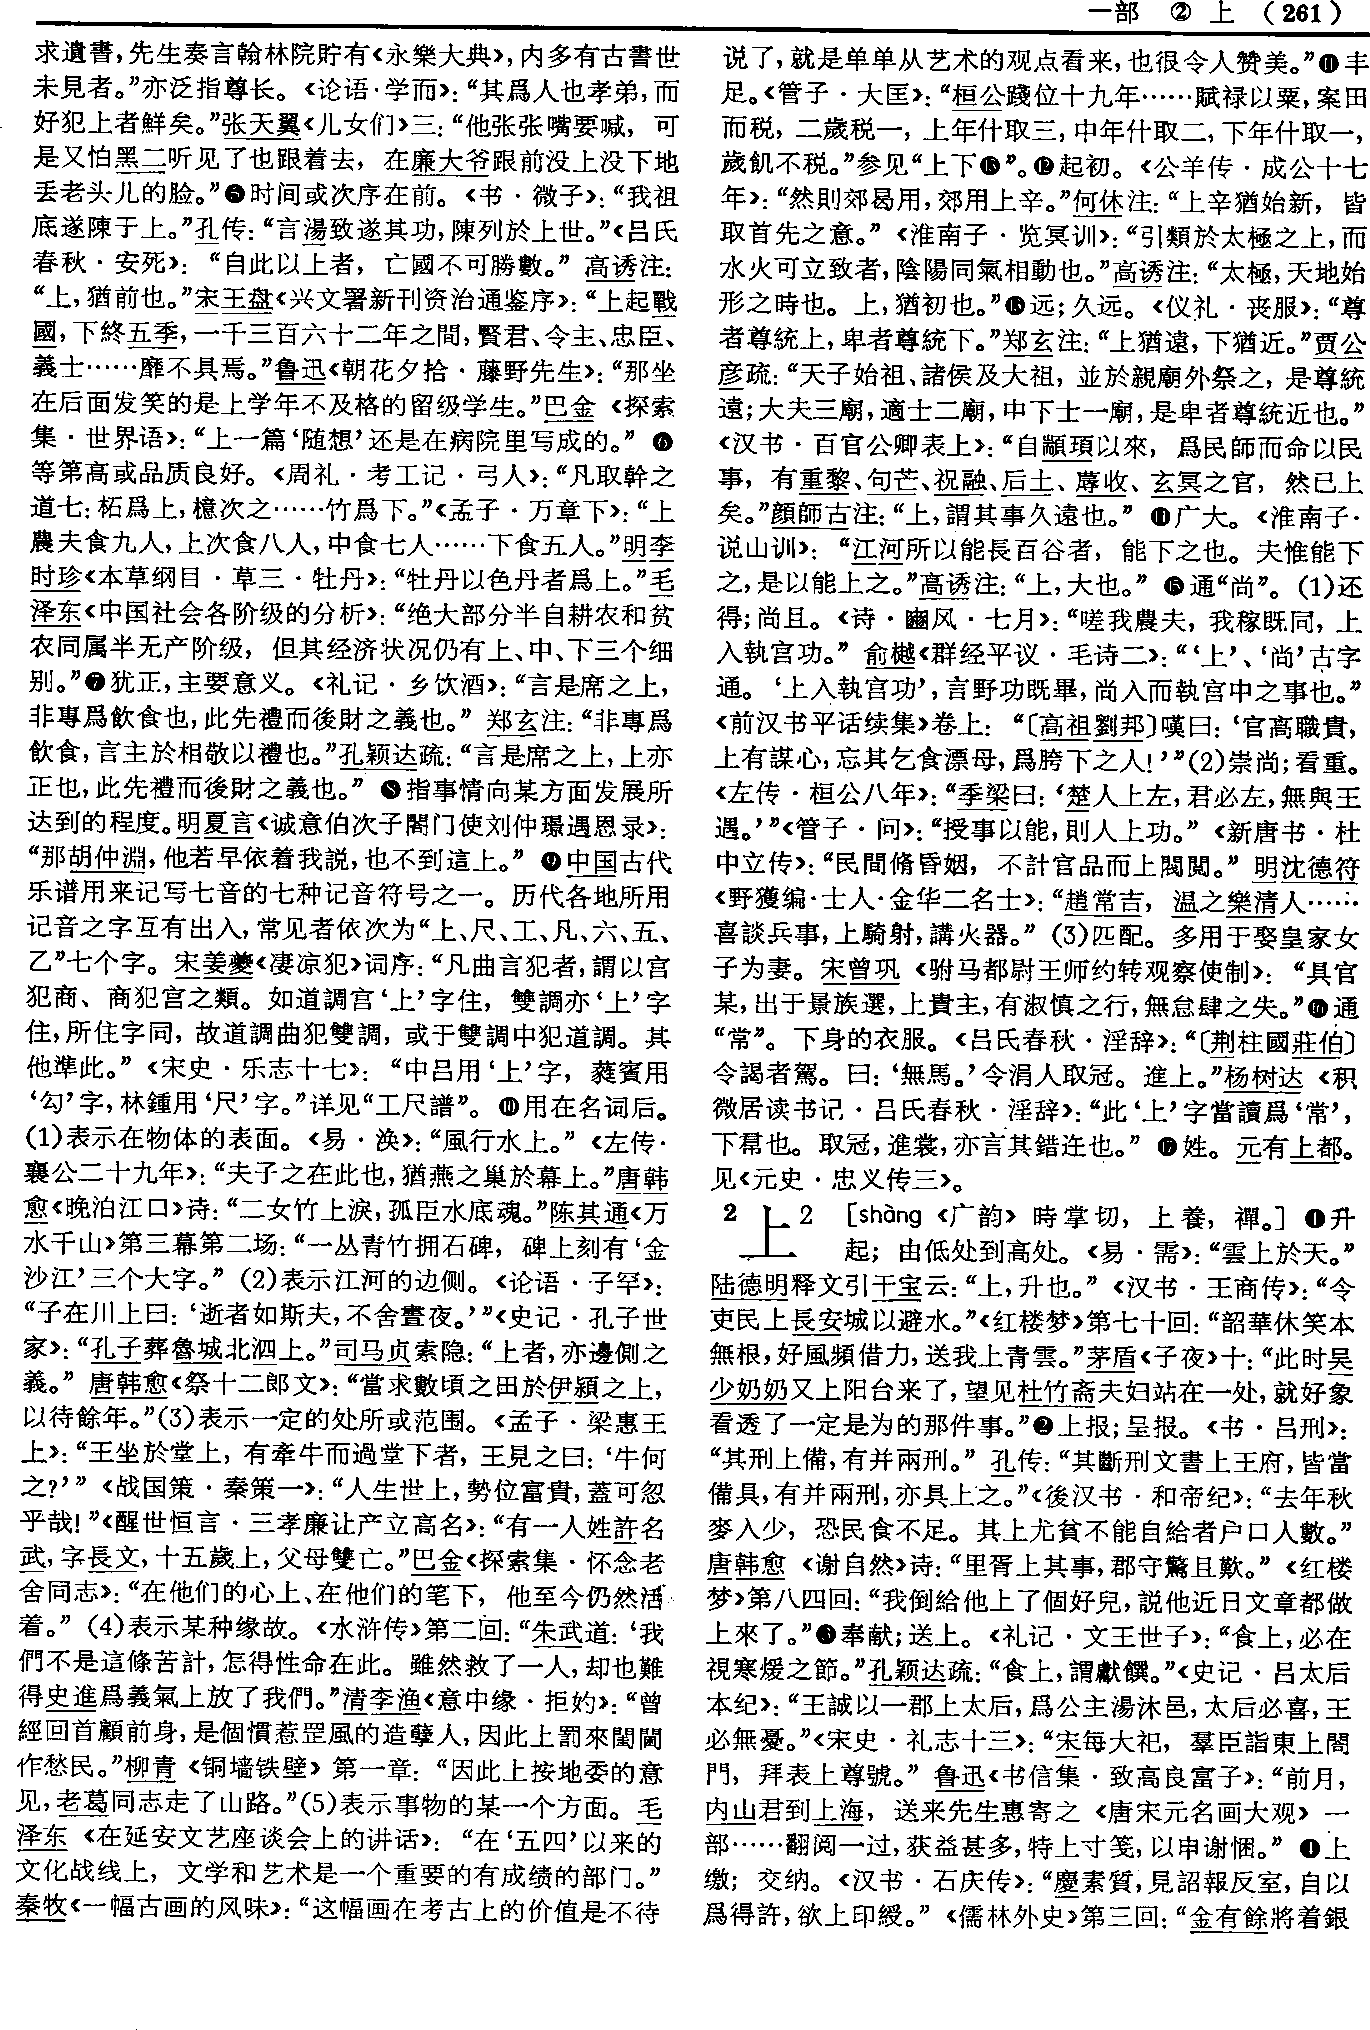 一部 ② 上 (261)
求遺書,先生奏言翰林院貯有《永樂大典》,内多有古書世
未見者。”亦泛指尊长。《论语·学而》:“其爲人也孝弟,而
好犯上者鮮矣。”张天翼《儿女们》三:“他张张嘴要喊,可
是又怕黑二听见了也跟着去,在廉大爷跟前没上没下地
丢老头儿的脸。”❺时间或次序在前。《书·微子》:“我祖
底遂陳于上。”孔传:“言湯致遂其功,陳列於上世。”《吕氏
春秋·安死》:“自此以上者,亡國不可勝數。”高诱注:
“上,猶前也。”宋王盘《兴文署新刊资治通鉴序》:“上起戰
國,下終五季,一千三百六十二年之間,賢君、令主、忠臣、
義士……靡不具焉。”鲁迅《朝花夕拾·藤野先生》:“那坐
在后面发笑的是上学年不及格的留级学生。”巴金《探索
集·世界语》:“上一篇‘随想’还是在病院里写成的。”❻
等第高或品质良好。《周礼·考工记·弓人》:“凡取幹之
道七:柘爲上,檍次之……竹爲下。”《孟子·万章下》:“上
農夫食九人,上次食八人,中食七人……下食五人。”明李
时珍《本草纲目·草三·牡丹》:“牡丹以色丹者爲上。”毛
泽东《中国社会各阶级的分析》:“绝大部分半自耕农和贫
农同属半无产阶级,但其经济状况仍有上、中、下三个细
别。”❼犹正,主要意义。《礼记·乡饮酒》:“言是席之上,
非專爲飲食也,此先禮而後財之義也。”郑玄注:“非專爲
飲食,言主於相敬以禮也。”孔颖达疏:“言是席之上,上亦
正也,此先禮而後財之義也。”❽指事情向某方面发展所
达到的程度。明夏言《诚意伯次子閤门使刘仲璟遇恩录》:
“那胡仲淵,他若早依着我説,也不到這上。”❾中国古代
乐谱用来记写七音的七种记音符号之一。历代各地所用
记音之字互有出入,常见者依次为“上、尺、工、凡、六、五、
乙”七个字。宋姜夔《凄凉犯》词序:“凡曲言犯者,謂以宫
犯商、商犯宫之類。如道調宫‘上’字住,雙調亦‘上’字
住,所住字同,故道調曲犯雙調,或于雙調中犯道調。其
他準此。”《宋史·乐志十七》:“中吕用‘上’字,蕤賓用
‘勾’字,林鍾用‘尺’字。”详见“工尺譜”。❿用在名词后。
(1)表示在物体的表面。《易·涣》:“風行水上。”《左传·
襄公二十九年》:“夫子之在此也,猶燕之巢於幕上。”唐韩
愈《晚泊江口》诗:“二女竹上淚,孤臣水底魂。”陈其通《万
水千山》第三幕第二场:“一丛青竹拥石碑,碑上刻有‘金
沙江’三个大字。”(2)表示江河的边侧。《论语·子罕》:
“子在川上曰:‘逝者如斯夫,不舍晝夜。’”《史记·孔子世
家》:“孔子葬魯城北泗上。”司马贞索隐:“上者,亦邊側之
義。”唐韩愈《祭十二郎文》:“當求數頃之田於伊潁之上,
以待餘年。”(3)表示一定的处所或范围。《孟子·梁惠王
上》:“王坐於堂上,有牽牛而過堂下者,王見之曰:‘牛何
之?’”《战国策·秦策一》:“人生世上,勢位富貴,蓋可忽
乎哉!”《醒世恒言·三孝廉让产立高名》:“有一人姓許名
武,字長文,十五歲上,父母雙亡。”巴金《探索集·怀念老
舍同志》:“在他们的心上、在他们的笔下,他至今仍然活
着。”(4)表示某种缘故。《水浒传》第二回:“朱武道:‘我
們不是這條苦計,怎得性命在此。雖然救了一人,却也難
得史進爲義氣上放了我們。”清李渔《意中缘·拒妁》:“曾
經回首顧前身,是個慣惹罡風的造孽人,因此上罰來閨閫
作愁民。”柳青《铜墙铁壁》第一章:“因此上按地委的意
见,老葛同志走了山路。”(5)表示事物的某一个方面。毛
泽东《在延安文艺座谈会上的讲话》:“在‘五四’以来的
文化战线上,文学和艺术是一个重要的有成绩的部门。”
秦牧《一幅古画的风味》:“这幅画在考古上的价值是不待
说了,就是单单从艺术的观点看来,也很令人赞美。”⓫丰
足。《管子·大匡》:“桓公踐位十九年……賦禄以粟,案田
而税,二歲税一,上年什取三,中年什取二,下年什取一,
歲飢不税。”参见“上下⓯”。⓬起初。《公羊传·成公十七
年》:“然則郊曷用,郊用上辛。”何休注:“上辛猶始新,皆
取首先之意。”《淮南子·览冥训》:“引類於太極之上,而
水火可立致者,陰陽同氣相動也。”高诱注:“太極,天地始
形之時也。上,猶初也。”⓭远;久远。《仪礼·丧服》:“尊
者尊統上,卑者尊統下。”郑玄注:“上猶遠,下猶近。”贾公
彦疏:“天子始祖、諸侯及大祖,並於親廟外祭之,是尊統
遠;大夫三廟,適士二廟,中下士一廟,是卑者尊統近也。”
《汉书·百官公卿表上》:“自顓頊以來,爲民師而命以民
事,有重黎、句芒、祝融、后土、蓐收、玄冥之官,然已上
矣。”顔師古注:“上,謂其事久遠也。”⓮广大。《淮南子·
说山训》:“江河所以能長百谷者,能下之也。夫惟能下
之,是以能上之。”高诱注:“上,大也。”⓯通“尚”。(1)还
得;尚且。《诗·豳风·七月》:“嗟我農夫,我稼既同,上
入執宫功。”俞樾《群经平议·毛诗二》:“‘上’、‘尚’古字
通。‘上入執宫功’,言野功既畢,尚入而執宫中之事也。”
《前汉书平话续集》卷上:“〔高祖劉邦〕嘆曰:‘官高職貴,
上有謀心,忘其乞食漂母,爲胯下之人!’”(2)崇尚;看重。
《左传·桓公八年》:“季梁曰:‘楚人上左,君必左,無與王
遇。’”《管子·问》:“授事以能,則人上功。”《新唐书·杜
中立传》:“民間脩昏姻,不計官品而上閥閲。”明沈德符
《野獲编·士人·金华二名士》:“趙常吉,温之樂清人……
喜談兵事,上騎射,講火器。”(3)匹配。多用于娶皇家女
子为妻。宋曾巩《駙马都尉王师约转观察使制》:“具官
某,出于景族選,上貴主,有淑慎之行,無怠肆之失。”⓰通
“常”。下身的衣服。《吕氏春秋·淫辞》:“〔荆柱國莊伯〕
令謁者駕。曰:‘無馬。’令涓人取冠。進上。”杨树达《积
微居读书记·吕氏春秋·淫辞》:“此‘上’字當讀爲‘常’,
下帬也。取冠,進裳,亦言其錯迕也。”⓱姓。元有上都。
见《元史·忠义传三》。
2上2 [shàng《广韵》時掌切,上養,禪。]❶升
起;由低处到高处。《易·需》:“雲上於天。”
陆德明释文引干宝云:“上,升也。”《汉书·王商传》:“令
吏民上長安城以避水。”《红楼梦》第七十回:“韶華休笑本
無根,好風頻借力,送我上青雲。”茅盾《子夜》十:“此时吴
少奶奶又上阳台来了,望见杜竹斋夫妇站在一处,就好象
看透了一定是为的那件事。”❷上报;呈报。《书·吕刑》:
“其刑上備,有并兩刑。”孔传:“其斷刑文書上王府,皆當
備具,有并兩刑,亦具上之。”《後汉书·和帝纪》:“去年秋
麥入少,恐民食不足。其上尤貧不能自給者户口人數。”
唐韩愈《谢自然》诗:“里胥上其事,郡守驚且歎。”《红楼
梦》第八四回:“我倒給他上了個好兒,説他近日文章都做
上來了。”❸奉献;送上。《礼记·文王世子》:“食上,必在
視寒煖之節。”孔颖达疏:“食上,謂獻饌。”《史记·吕太后
本纪》:“王誠以一郡上太后,爲公主湯沐邑,太后必喜,王
必無憂。”《宋史·礼志十三》:“宋每大祀,羣臣詣東上閤
門,拜表上尊號。”鲁迅《书信集·致高良富子》:“前月,
内山君到上海,送来先生惠寄之《唐宋元名画大观》一
部……翻阅一过,获益甚多,特上寸笺,以申谢悃。”❹上
缴;交纳。《汉书·石庆传》:“慶素質,見詔報反室,自以
爲得許,欲上印綬。”《儒林外史》第三回:“金有餘將着銀